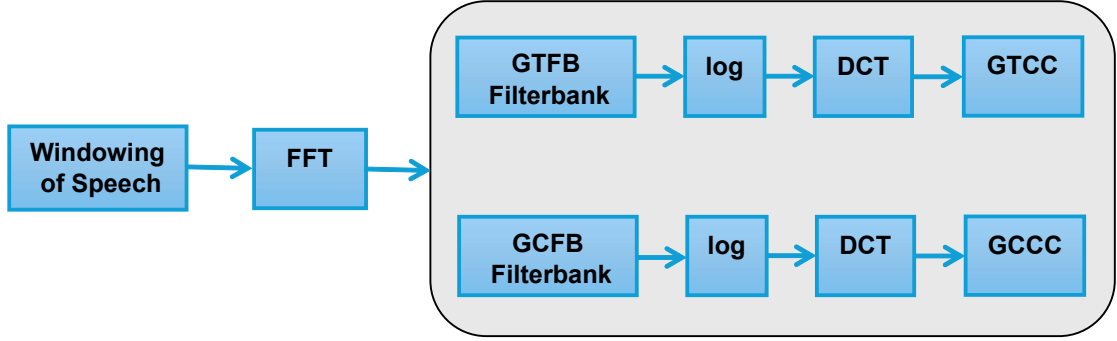 Windowing
of Speech
FFT
GTFB
Filterbank
log
DCT
GTCC
GCFB
Filterbank
log
DCT
GCCC